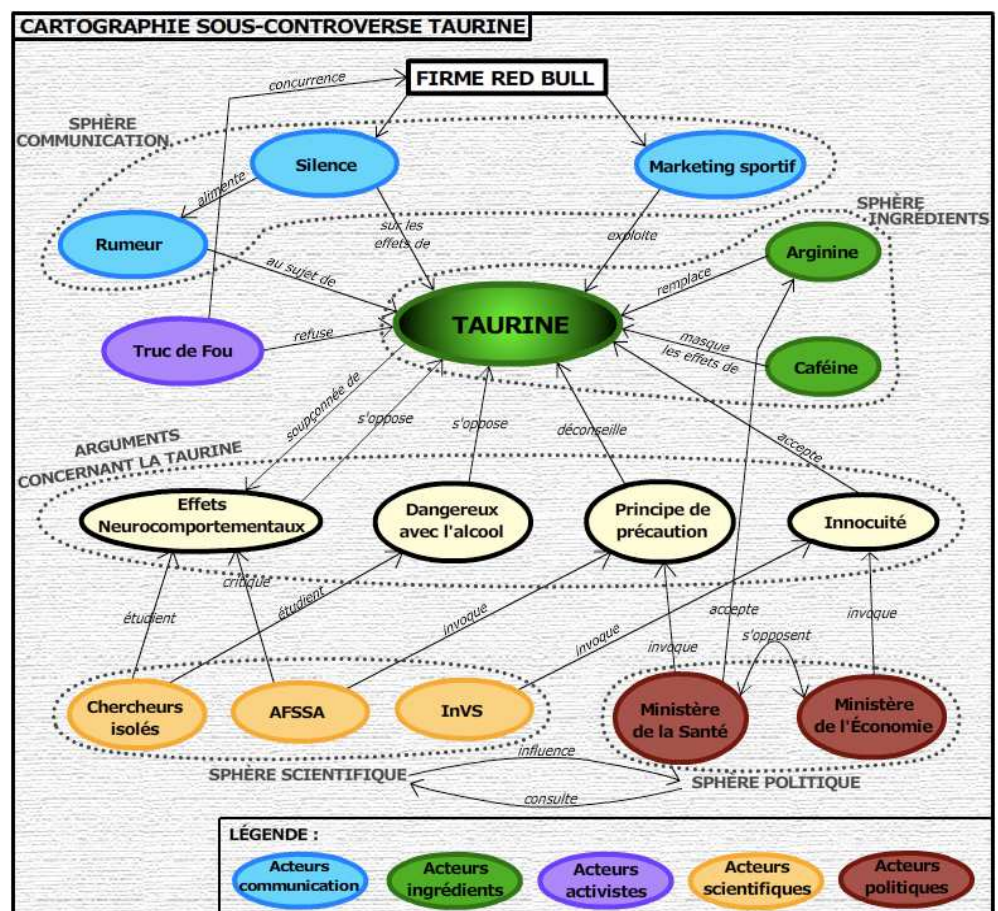 CARTOGRAPHIE SOUS-CONTROVERSE TAURINE
FIRME RED BULL
concurrence
SPHÈRE
COMMUNICATION
Silence
Marketing sportif
alimente
Rumeur
sur les
effets de
exploite
SPHÈRE
INGRÉDIENTS
Arginine
au sujet de
remplace
TAURINE
Truc de Fou
refuse
masque
les effets de
Caféine
soupçonnée de
s'oppose
s'oppose
déconseille
accepte
ARGUMENTS
CONCERNANT LA TAURINE
Effets
Neurocomportementaux
Dangereux
avec l'alcool
Principe de
précaution
Innocuité
étudient
critique
étudient
invoque
invoque
invoque
accepte
s'opposent
invoque
Chercheurs
isolés
AFSSA
InVS
Ministère
de la Santé
Ministère
de l'Économie
SPHÈRE SCIENTIFIQUE
influence
consulte
SPHÈRE POLITIQUE
LÉGENDE :
Acteurs
communication
Acteurs
ingrédients
Acteurs
activistes
Acteurs
scientifiques
Acteurs
politiques